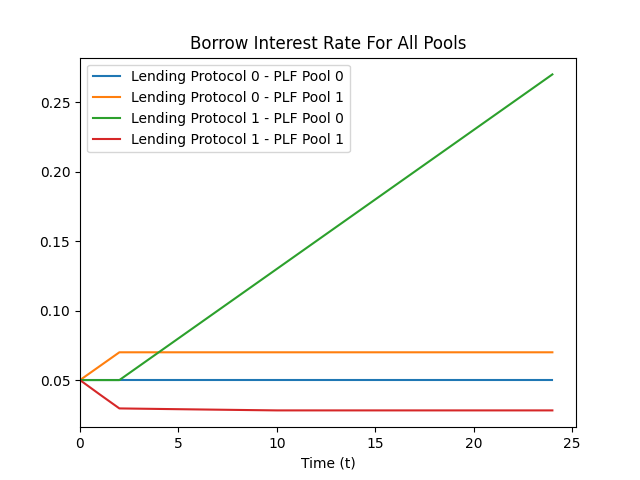 Borrow Interest Rate For All Pools
Lending Protocol 0 - PLF Pool 0
Lending Protocol 0 - PLF Pool 1
Lending Protocol 1 - PLF Pool 0
Lending Protocol 1 - PLF Pool 1
0.25
0.20
0.15
0.10
0.05
0 5 10 15 20 25
Time (t)